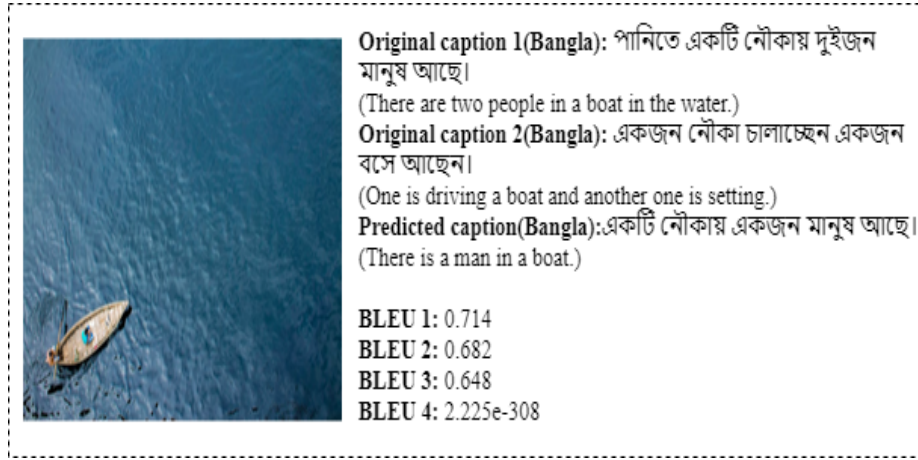 Original caption 1(Bangla): পানিতে একটি নৌকায় দুইজন
মানুষ আছে।
(There are two people in a boat in the water.)
Original caption 2(Bangla): একজন নৌকা চালাচ্ছেন একজন
বসে আছেন।
(One is driving a boat and another one is setting.)
Predicted caption(Bangla):একটি নৌকায় একজন মানুষ আছে।
(There is a man in a boat.)
BLEU 1: 0.714
BLEU 2: 0.682
BLEU 3: 0.648
BLEU 4: 2.225e-308